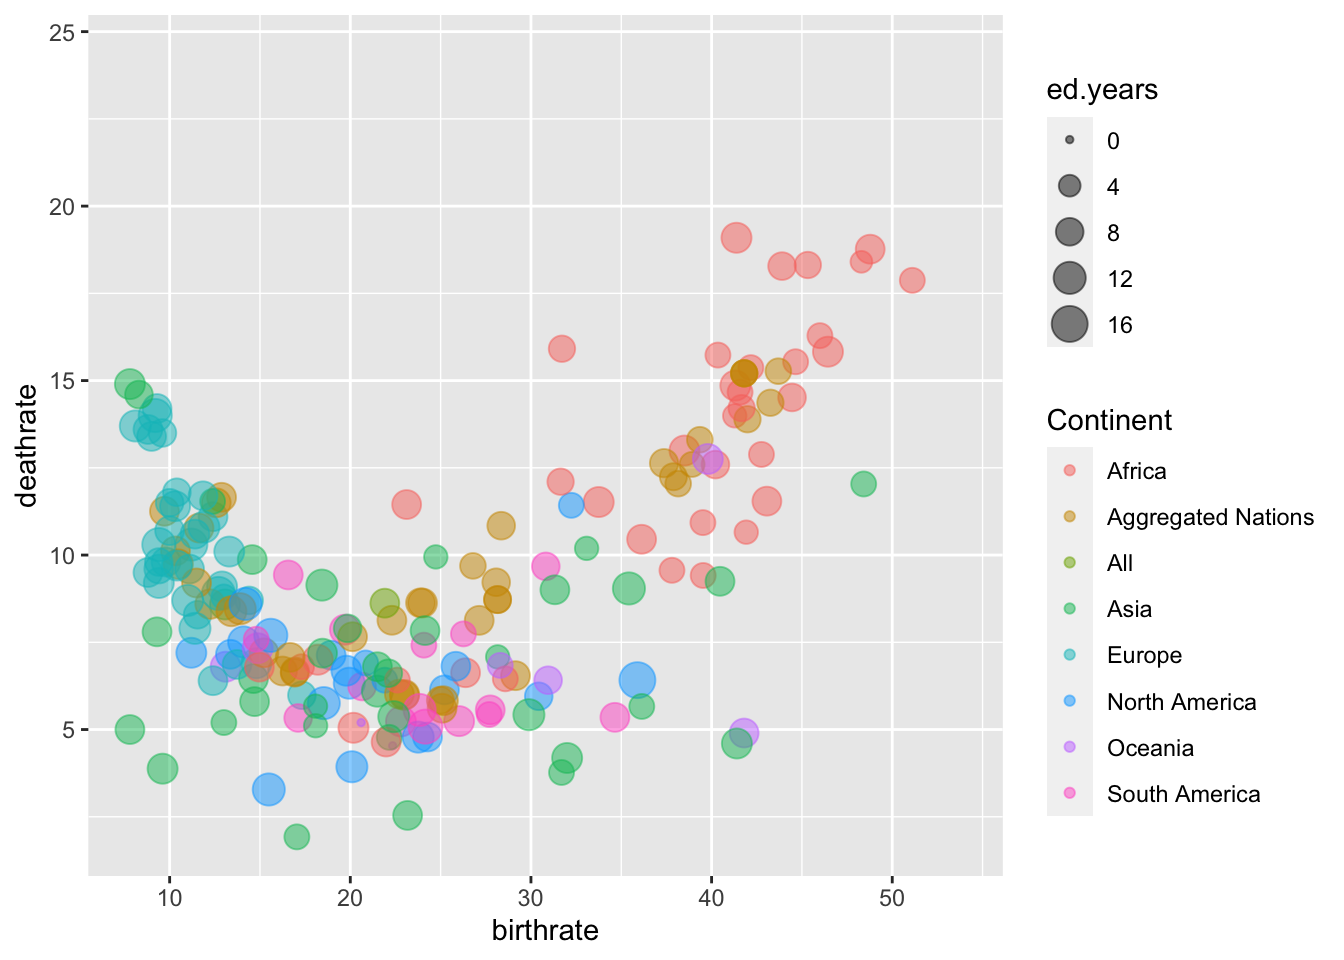 25
20
15
10
5
deathrate
10 20 30 40 50
birthrate
ed.years
0
4
8
12
16
Continent
Africa
Aggregated Nations
All
Asia
Europe
North America
Oceania
South America